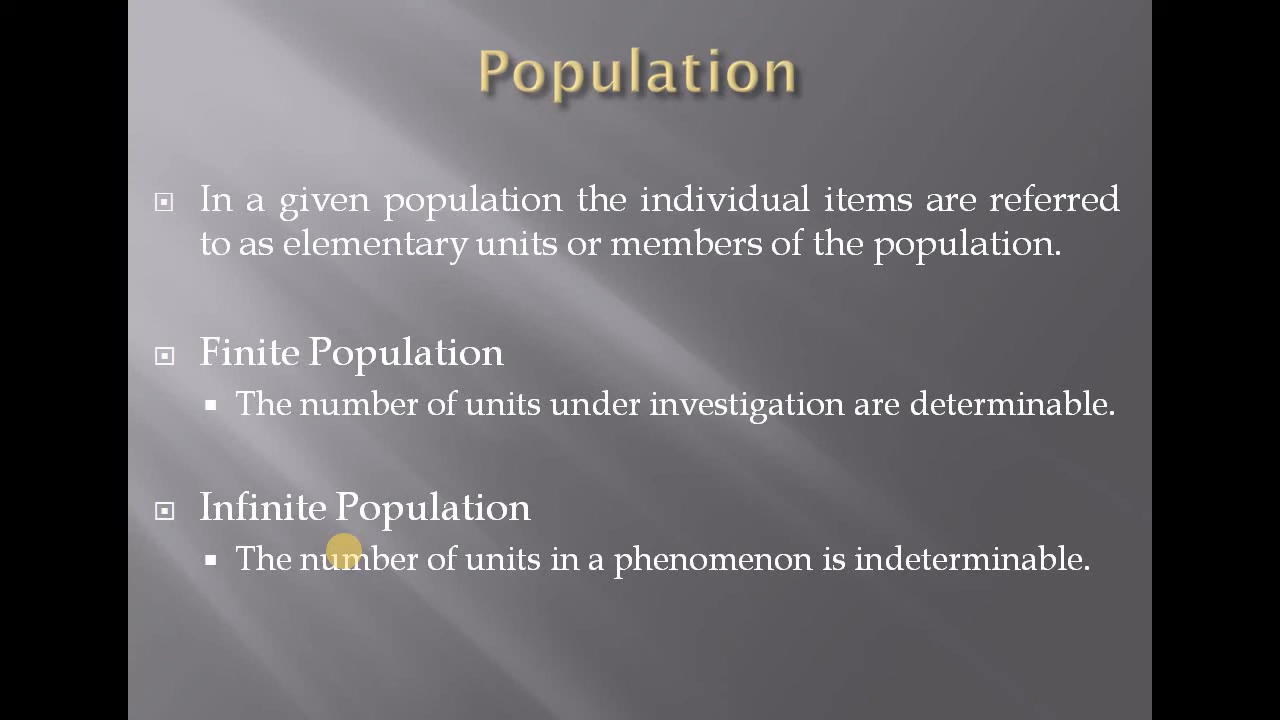 Population
In a given population the individual items are referred
to as elementary units or members of the population.
Finite Population
The number of units under investigation are determinable.
Infinite Population
The number of units in a phenomenon is indeterminable.